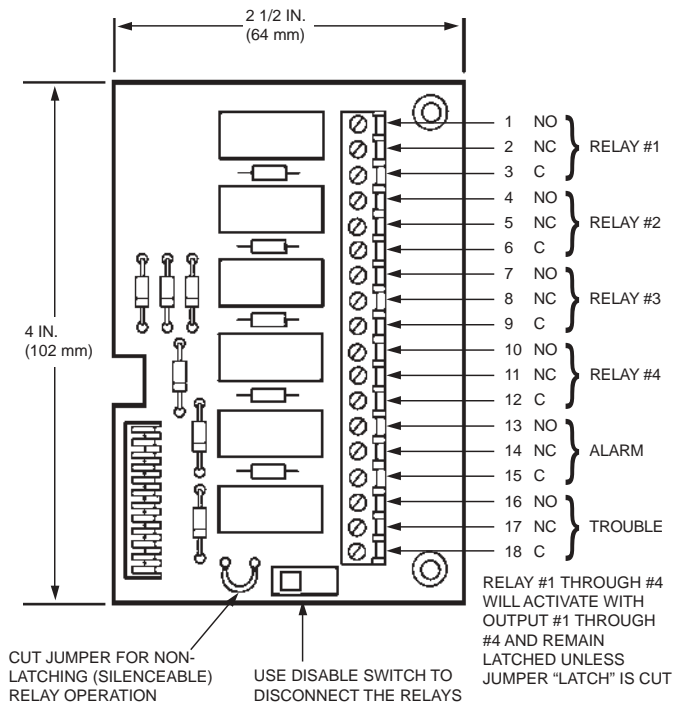 2 1/2 IN.
(64 mm)
4 IN.
(102 mm)
1 NO
2 NC
3 C
RELAY #1
4 NO
5 NC
6 C
RELAY #2
7 NO
8 NC
9 C
RELAY #3
10 NO
11 NC
12 C
RELAY #4
13 NO
14 NC
15 C
ALARM
16 NO
17 NC
18 C
TROUBLE
RELAY #1 THROUGH #4
WILL ACTIVATE WITH
OUTPUT #1 THROUGH
#4 AND REMAIN
LATCHED UNLESS
JUMPER “LATCH” IS CUT
CUT JUMPER FOR NON-
LATCHING (SILENCEABLE)
RELAY OPERATION
USE DISABLE SWITCH TO
DISCONNECT THE RELAYS